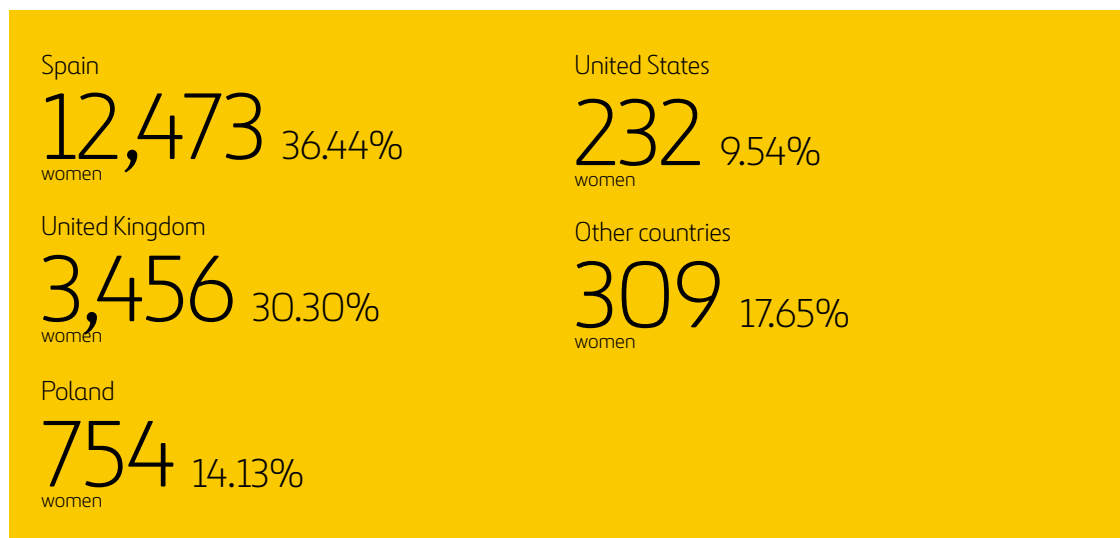 Spain
12,473 36.44%
women
United Kingdom
3,456 30.30%
women
Poland
754 14.13%
women
United States
232 9.54%
women
Other countries
309 17.65%
women